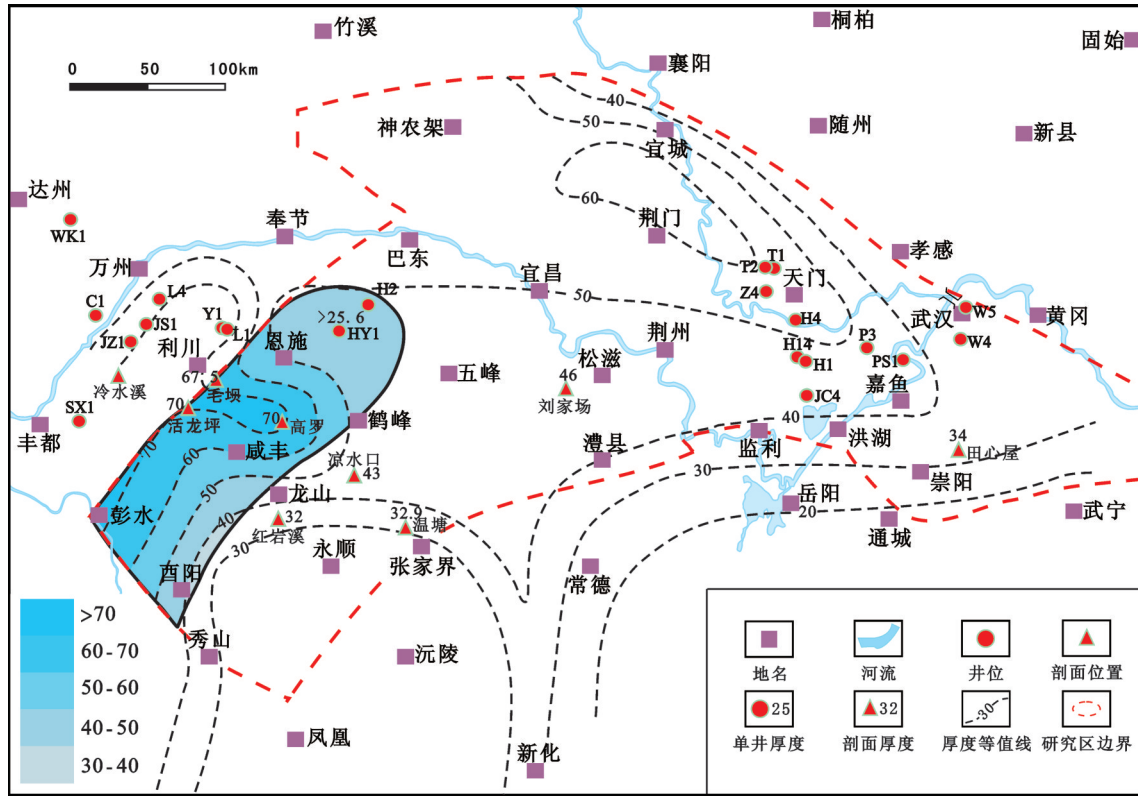 竹溪
桐柏
固始
0 50 100km
襄阳
40
50
神农架
宜城
随州
新县
达州
60
WK1
奉节
巴东
荆门
孝感
万州
宜昌
T2
T1
天门
C1
L4
H2
50
Z4
武汉
W5
黄冈
JS1
Y1
L1
>25.6
HY1
H4
JZ1
利川
恩施
荆州
P3
W4
冷水溪
67.5
毛坝
五峰
46
松滋
刘家场
H14
H1
PS1
嘉鱼
SX1
70
活龙坪
70
高罗
鹤峰
JC4
40
丰都
70
60
咸丰
凉水口
43
澧县
监利
洪湖
34
田心屋
30
崇阳
50
龙山
岳阳
20
彭水
40
32
红岩溪
32.9
温塘
通城
武宁
30
永顺
张家界
常德
酉阳
秀山
沅陵
凤凰
新化
>70
60-70
50-60
40-50
30-40
地名
河流
井位
剖面位置
25
32
30
单井厚度
剖面厚度
厚度等值线
研究区边界